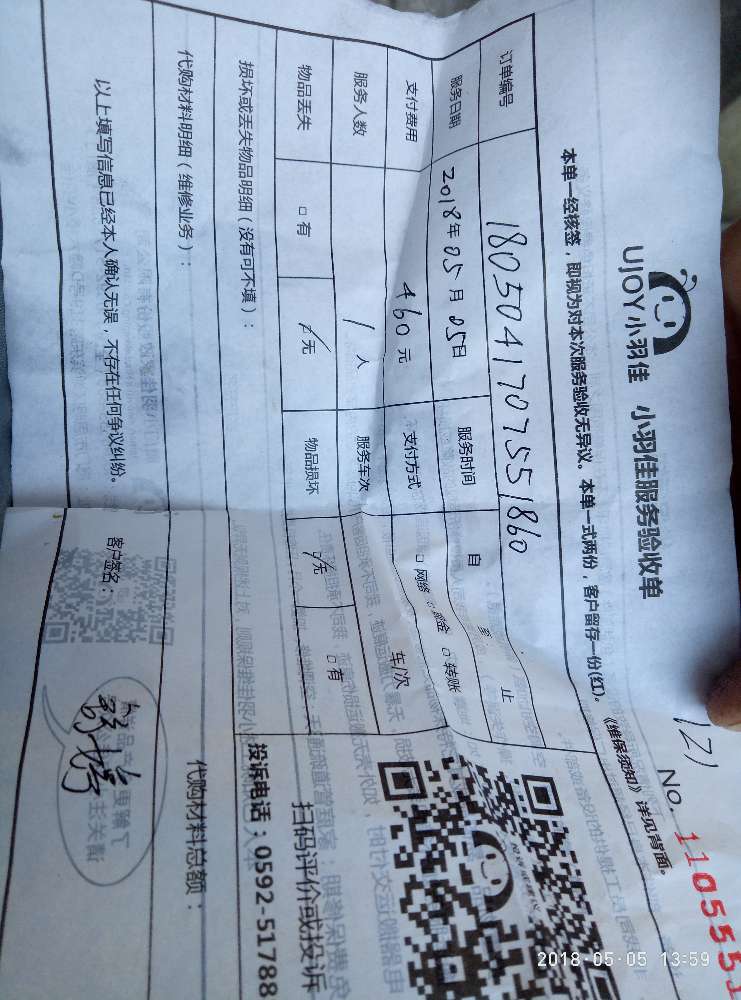 (2)
No. 110555
UJOY小羽佳 小羽佳服务验收单
本单一经核签，即视为对本次服务验收无异议。本单一式两份，客户留存一份(红)。《维保须知》详见背面。
订单编号 1805041707551860
服务日期 2018年05月05日 服务时间 自 至 止
支付费用 460元 支付方式 □网络 □现金 □转账
服务人数 1人 服务车次 车/次
物品丢失 □有 □无 物品损坏 □无 □有
损坏或丢失物品明细（没有可不填）：
代购材料明细（维修业务）： 代购材料总额：
以上填写信息已经本人确认无误，不存在任何争议纠纷。 客户签名：
扫码评价或投诉
投诉电话：0592-51788
2018-05-05 13:59